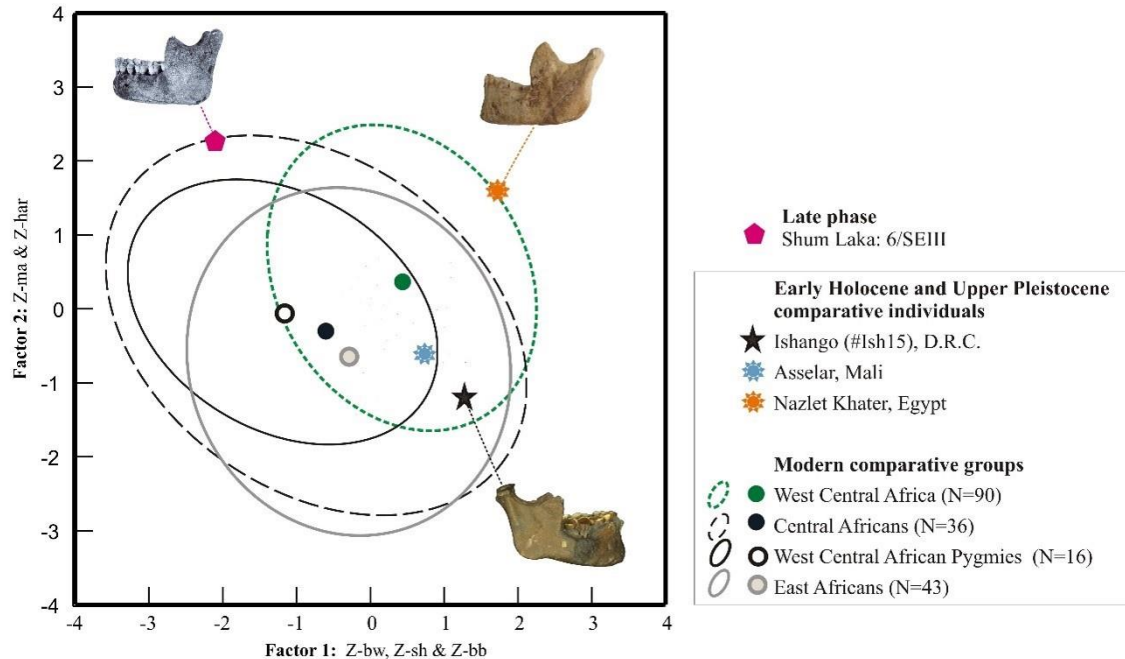 4
3
2
1
0
-1
-2
-3
-4
Factor 2: Z-ma & Z-har
-4
-3
-2
-1
0
1
2
3
4
Factor 1: Z-bw, Z-sh & Z-bb
Late phase
Shum Laka: 6/SEIII
Early Holocene and Upper Pleistocene
comparative individuals
Ishango (#Ish15), D.R.C.
Asselar, Mali
Nazlet Khater, Egypt
Modern comparative groups
West Central Africa (N=90)
Central Africans (N=36)
West Central African Pygmies (N=16)
East Africans (N=43)